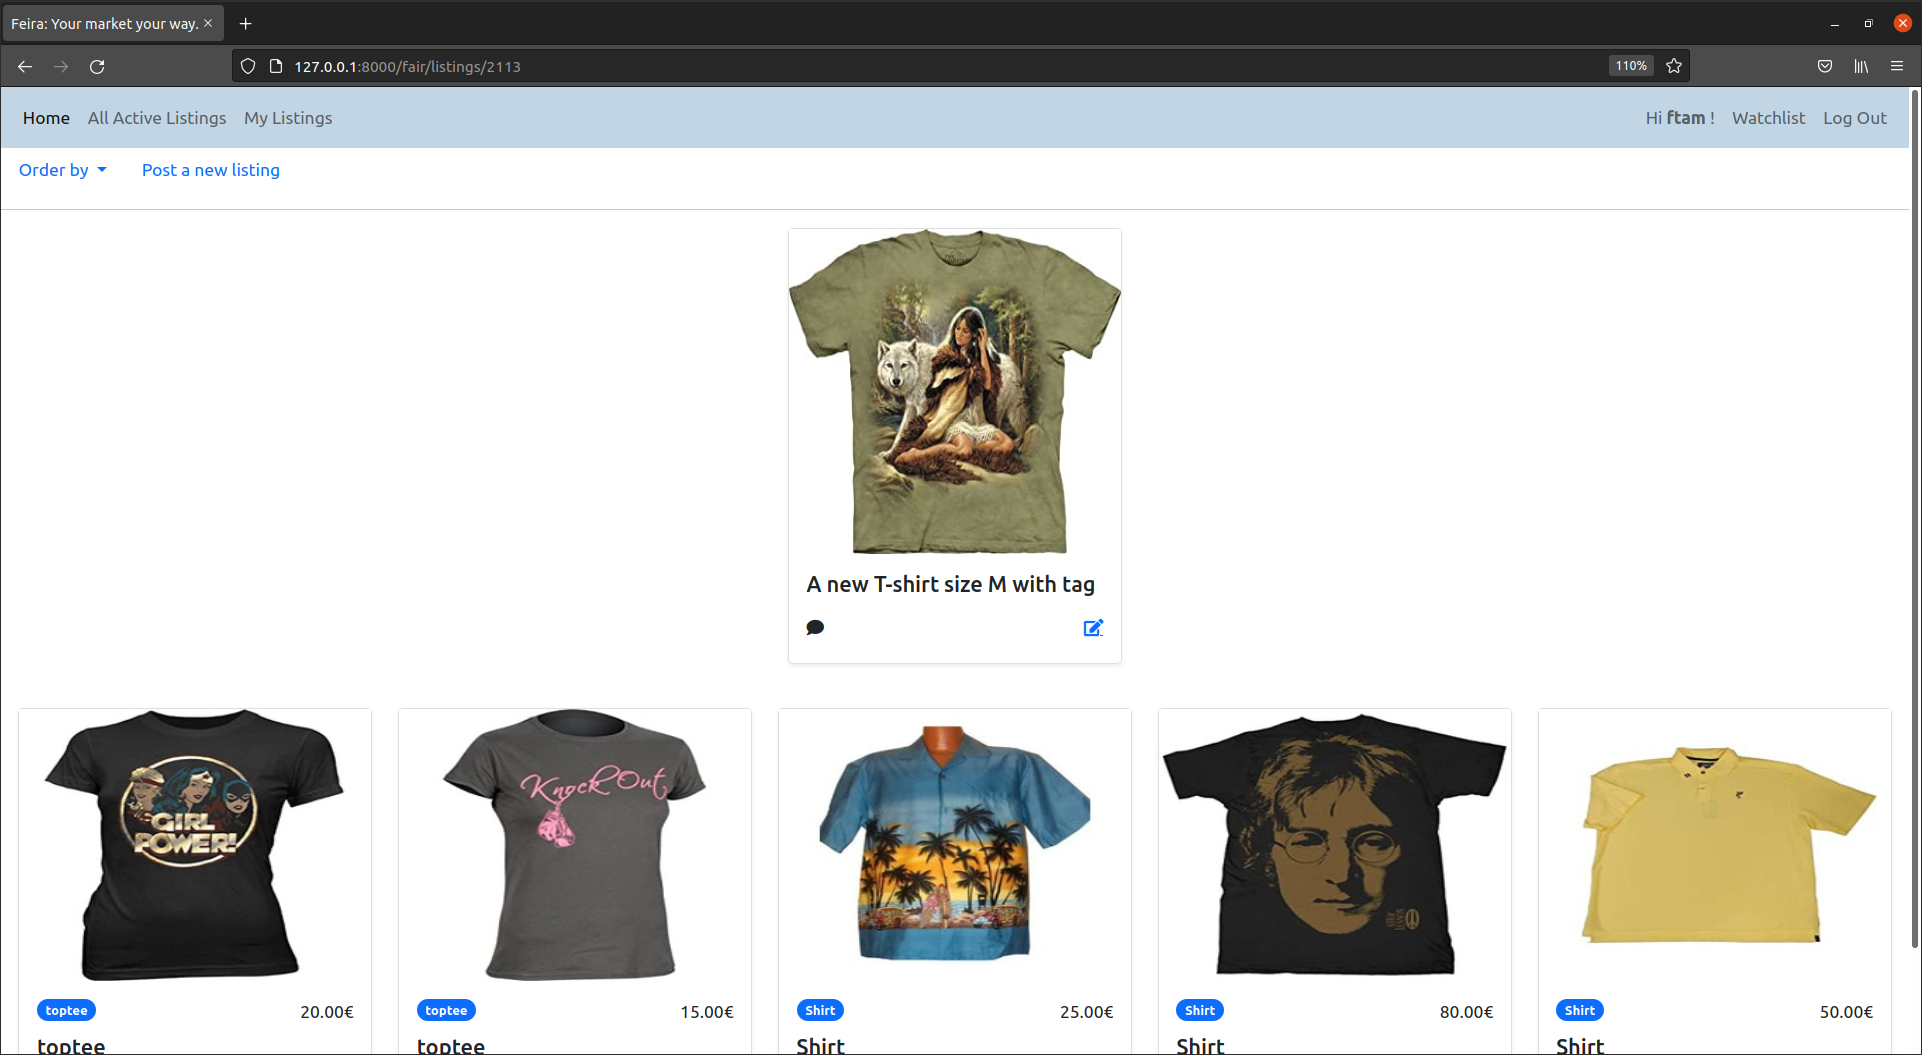 Feira: Your market your way.
127.0.0.1:8000/fair/listings/2113
110%
Home All Active Listings My Listings
Hi ftam ! Watchlist Log Out
Order by Post a new listing
A new T-shirt size M with tag
GIRL
POWER!
Knock Out
toptee 20.00€
toptee 15.00€
Shirt 25.00€
Shirt 80.00€
Shirt 50.00€
toptee
toptee
Shirt
Shirt
Shirt